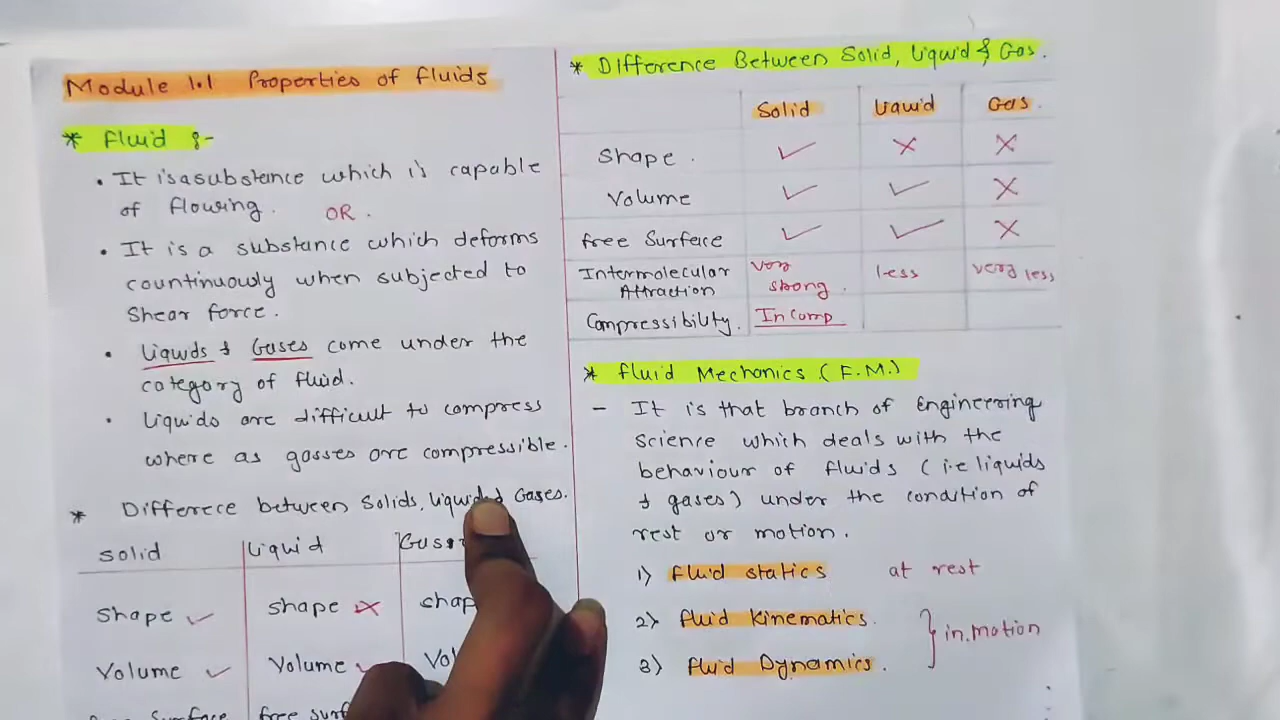 Module 1.1 Properties of fluids
* Fluid :-
• It is a substance which is capable
of flowing. OR.
• It is a substance which deforms
countinuously when subjected to
Shear force.
• liquids & Gases come under the
category of fluid.
• liquids are difficult to compress
where as gasses are compressible.
* Differece between Solids, liquids & Gases.
Solid liquid
Shape ✓ shape ×
Volume ✓ Volume ✓
free Surface
* Difference Between Solid, liquid & Gas.
Solid liquid Gas.
Shape. ✓ × ×
Volume ✓ ✓ ×
free Surface ✓ ✓ ×
Intermolecular Attraction very strong. less very less
Compressibility. Incomp
* fluid Mechanics (F.M.)
- It is that branch of Engineering
science which deals with the
behaviour of fluids (i.e liquids
& gases) under the condition of
rest or motion.
1) fluid statics at rest
2) fluid Kinematics.
3) fluid Dynamics. } in.motion